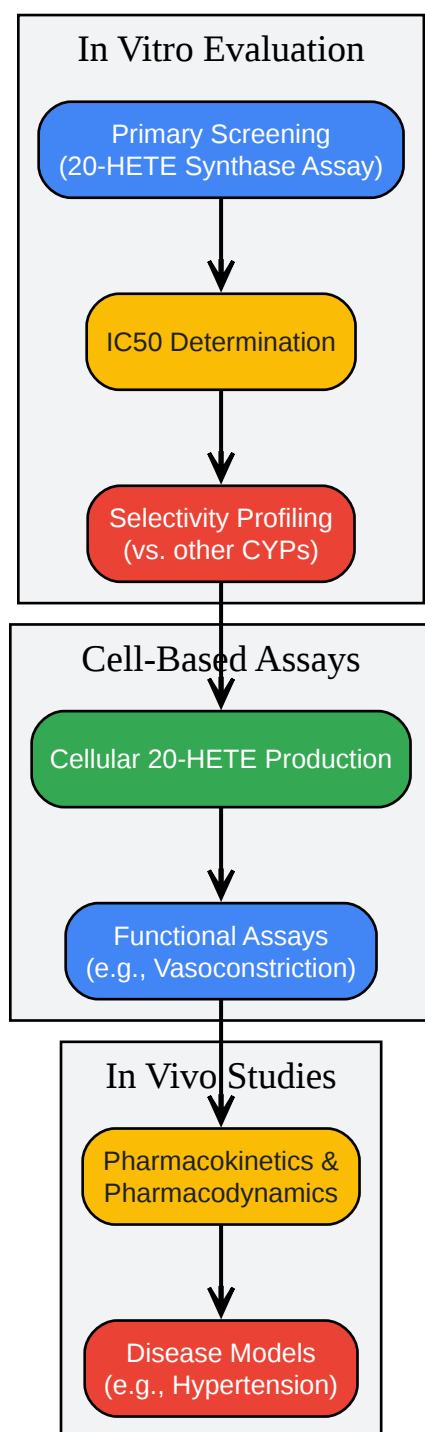 In Vitro Evaluation
Primary Screening
(20-HETE Synthase Assay)
IC50 Determination
Selectivity Profiling
(vs. other CYPs)
Cell-Based Assays
Cellular 20-HETE Production
Functional Assays
(e.g., Vasoconstriction)
In Vivo Studies
Pharmacokinetics &
Pharmacodynamics
Disease Models
(e.g., Hypertension)